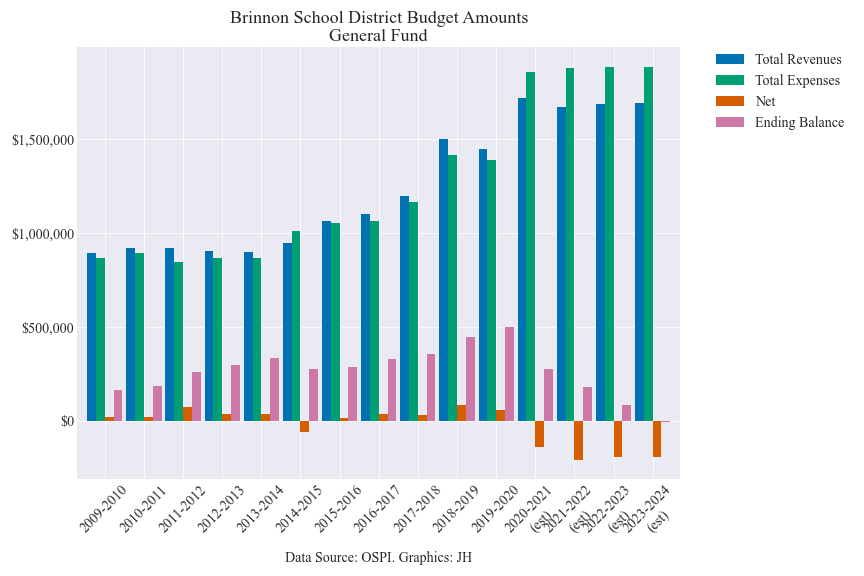 Brinnon School District Budget Amounts
General Fund
Total Revenues
Total Expenses
Net
Ending Balance
$1,500,000
$1,000,000
$500,000
$0
2009-2010
2010-2011
2011-2012
2012-2013
2013-2014
2014-2015
2015-2016
2016-2017
2017-2018
2018-2019
2019-2020
2020-2021
(est)
2021-2022
(est)
2022-2023
(est)
2023-2024
(est)
Data Source: OSPI. Graphics: JH